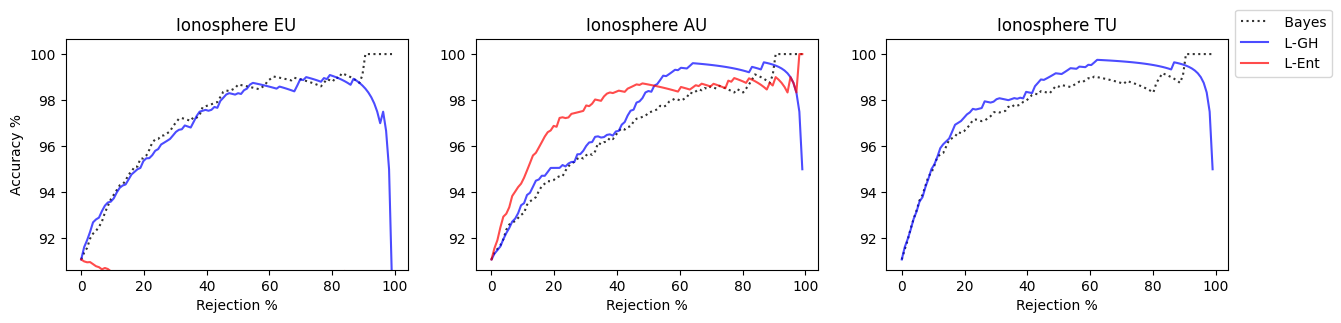 Ionosphere EU
Accuracy %
100
98
96
94
92
0 20 40 60 80 100
Rejection %
Ionosphere AU
100
98
96
94
92
0 20 40 60 80 100
Rejection %
Ionosphere TU
100
98
96
94
92
0 20 40 60 80 100
Rejection %
Bayes
L-GH
L-Ent